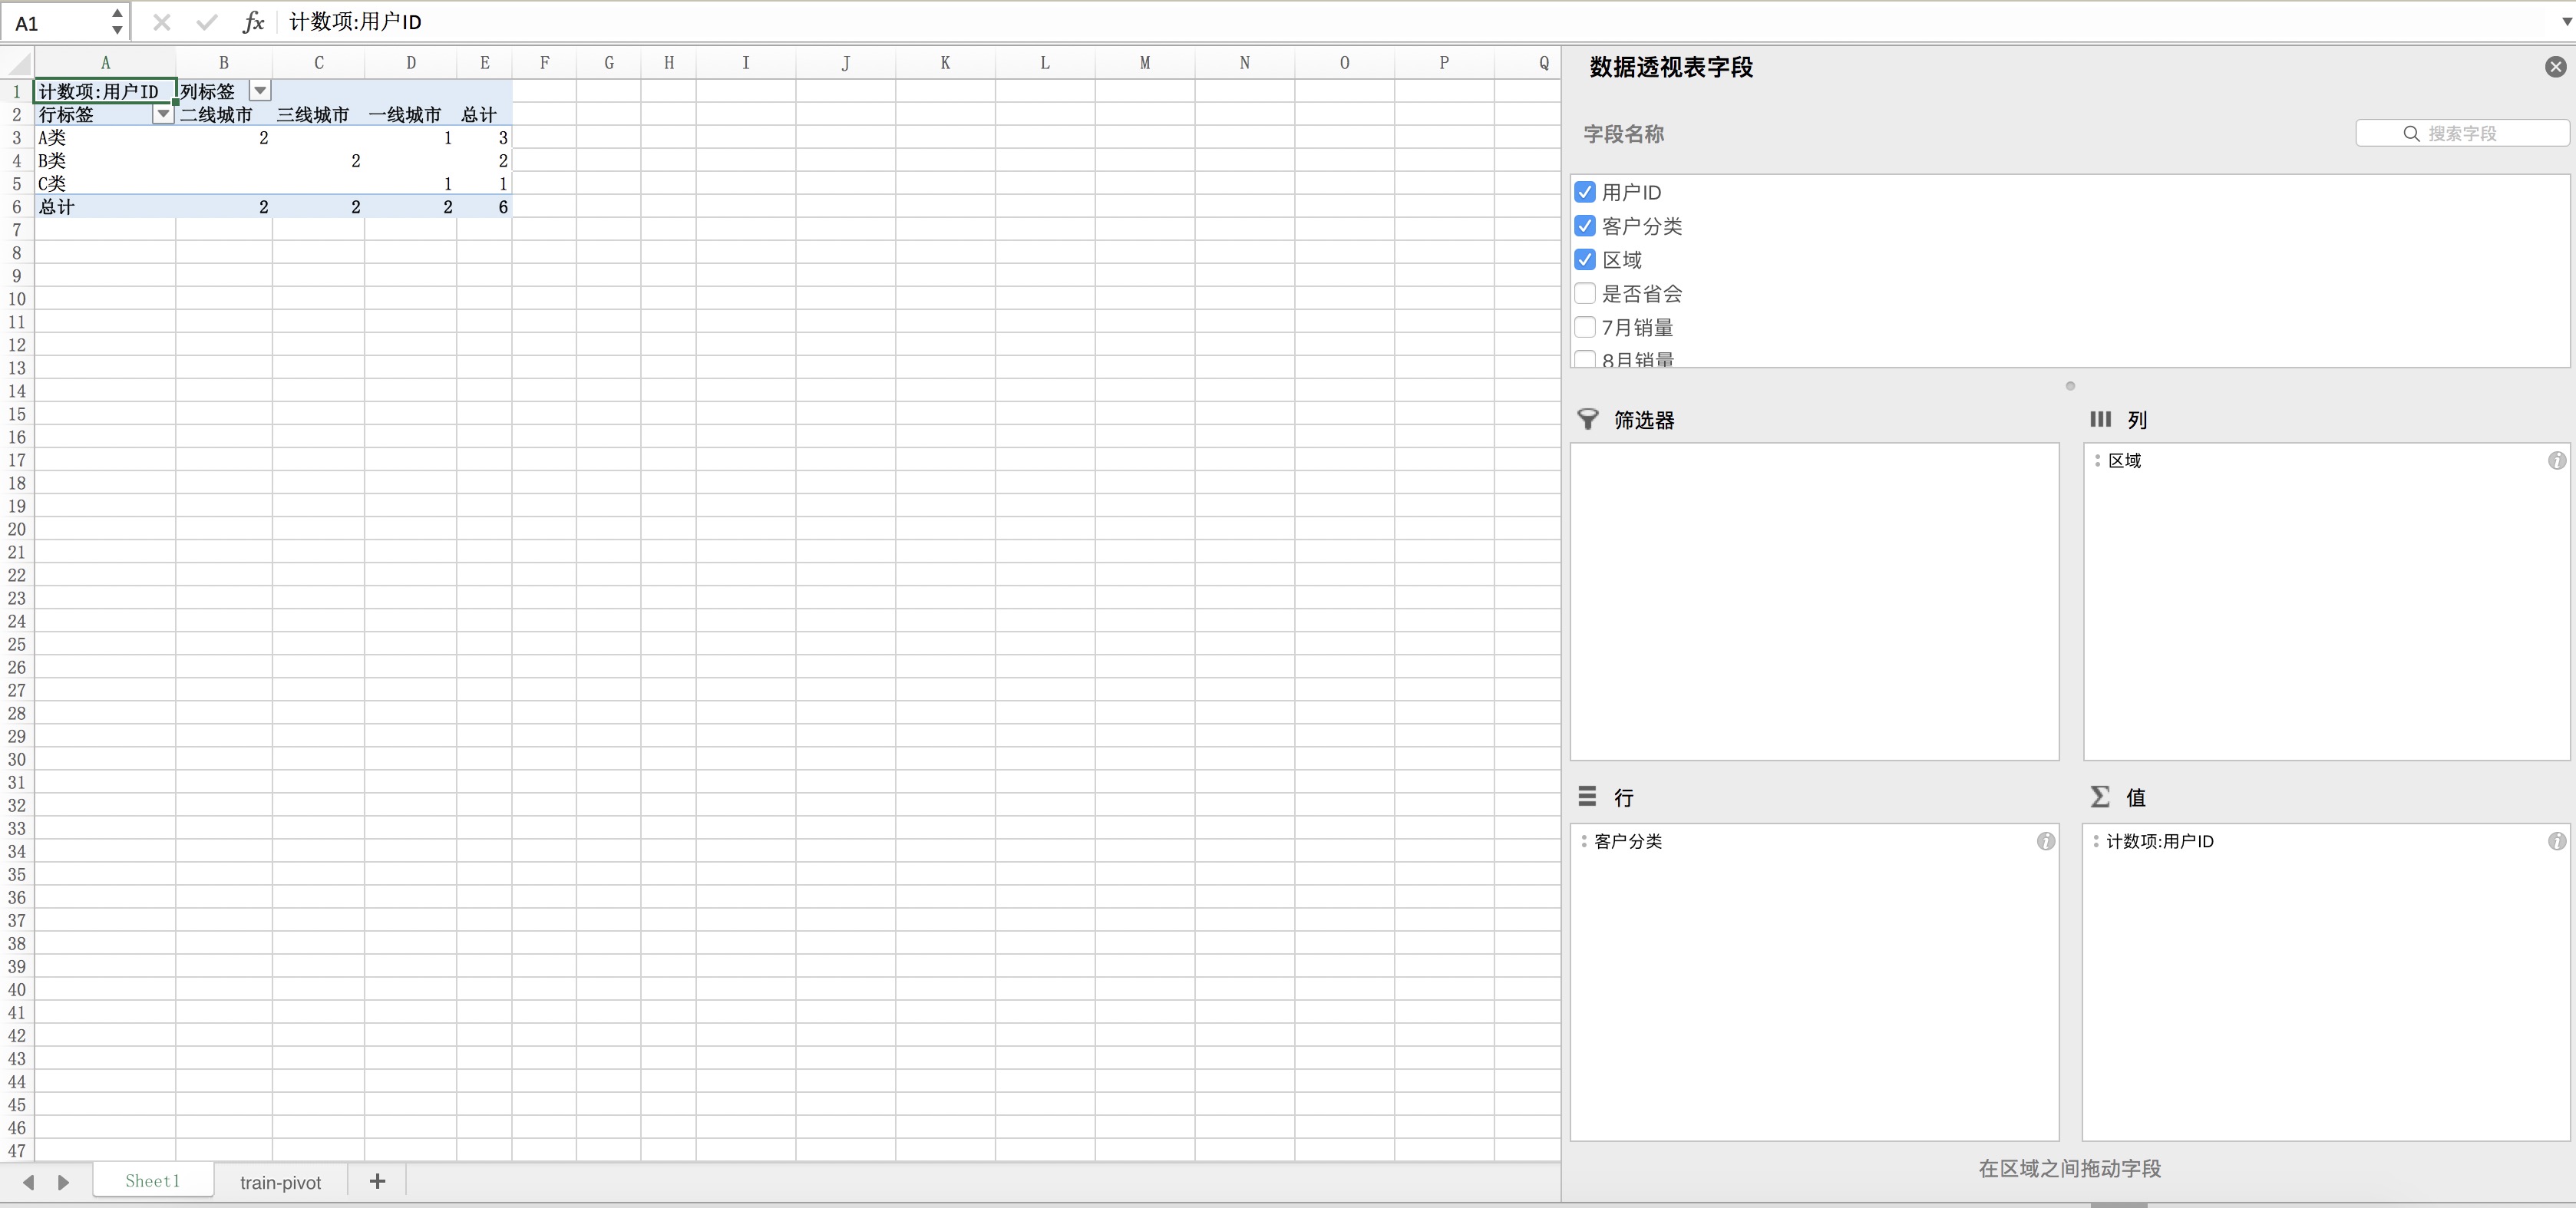 A1 fx 计数项:用户ID
A B C D E F G H I J K L M N O P Q
1 计数项:用户ID 列标签
2 行标签 二线城市 三线城市 一线城市 总计
3 A类 2 1 3
4 B类 2 2
5 C类 1 1
6 总计 2 2 2 6
7
8
9
10
11
12
13
14
15
16
17
18
19
20
21
22
23
24
25
26
27
28
29
30
31
32
33
34
35
36
37
38
39
40
41
42
43
44
45
46
47
Sheet1 train-pivot +
数据透视表字段
字段名称 搜索字段
用户ID
客户分类
区域
是否省会
7月销量
8月销量
筛选器
列
区域
行
客户分类
Σ 值
计数项:用户ID
在区域之间拖动字段